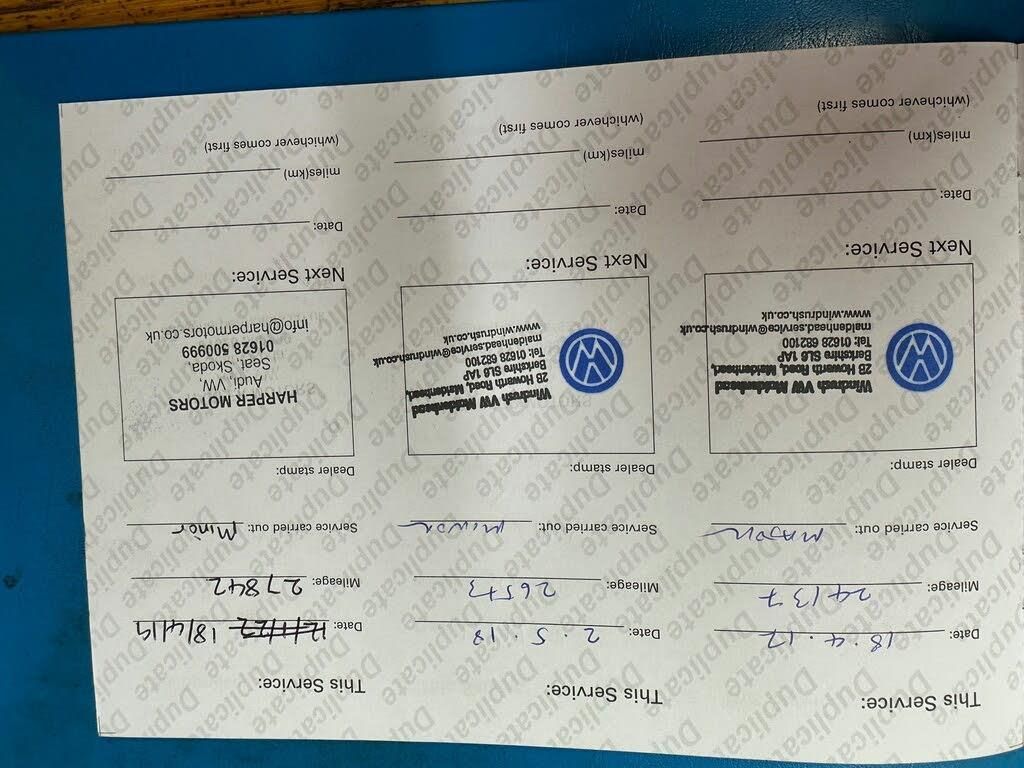 This Service:
Date: 18.4.17
Mileage: 24137
Service carried out: MAJOR
Dealer stamp:
Windrush VW Maidenhead
2B Howarth Road, Maidenhead,
Berkshire SL6 1AP
Tel: 01628 682100
maidenhead.service@windrush.co.uk
www.windrush.co.uk
Next Service:
Date:
miles(km)
(whichever comes first)
This Service:
Date: 2.5.18
Mileage: 26573
Service carried out: MINOR
Dealer stamp:
Windrush VW Maidenhead
2B Howarth Road, Maidenhead,
Berkshire SL6 1AP
Tel: 01628 682100
maidenhead.service@windrush.co.uk
www.windrush.co.uk
Next Service:
Date:
miles(km)
(whichever comes first)
This Service:
Date: 18/4/19
Mileage: 27842
Service carried out: Minor
Dealer stamp:
HARPER MOTORS
Audi, VW,
Seat, Skoda.
01628 500999
info@harpermotors.co.uk
Next Service:
Date:
miles(km)
(whichever comes first)
Duplicate